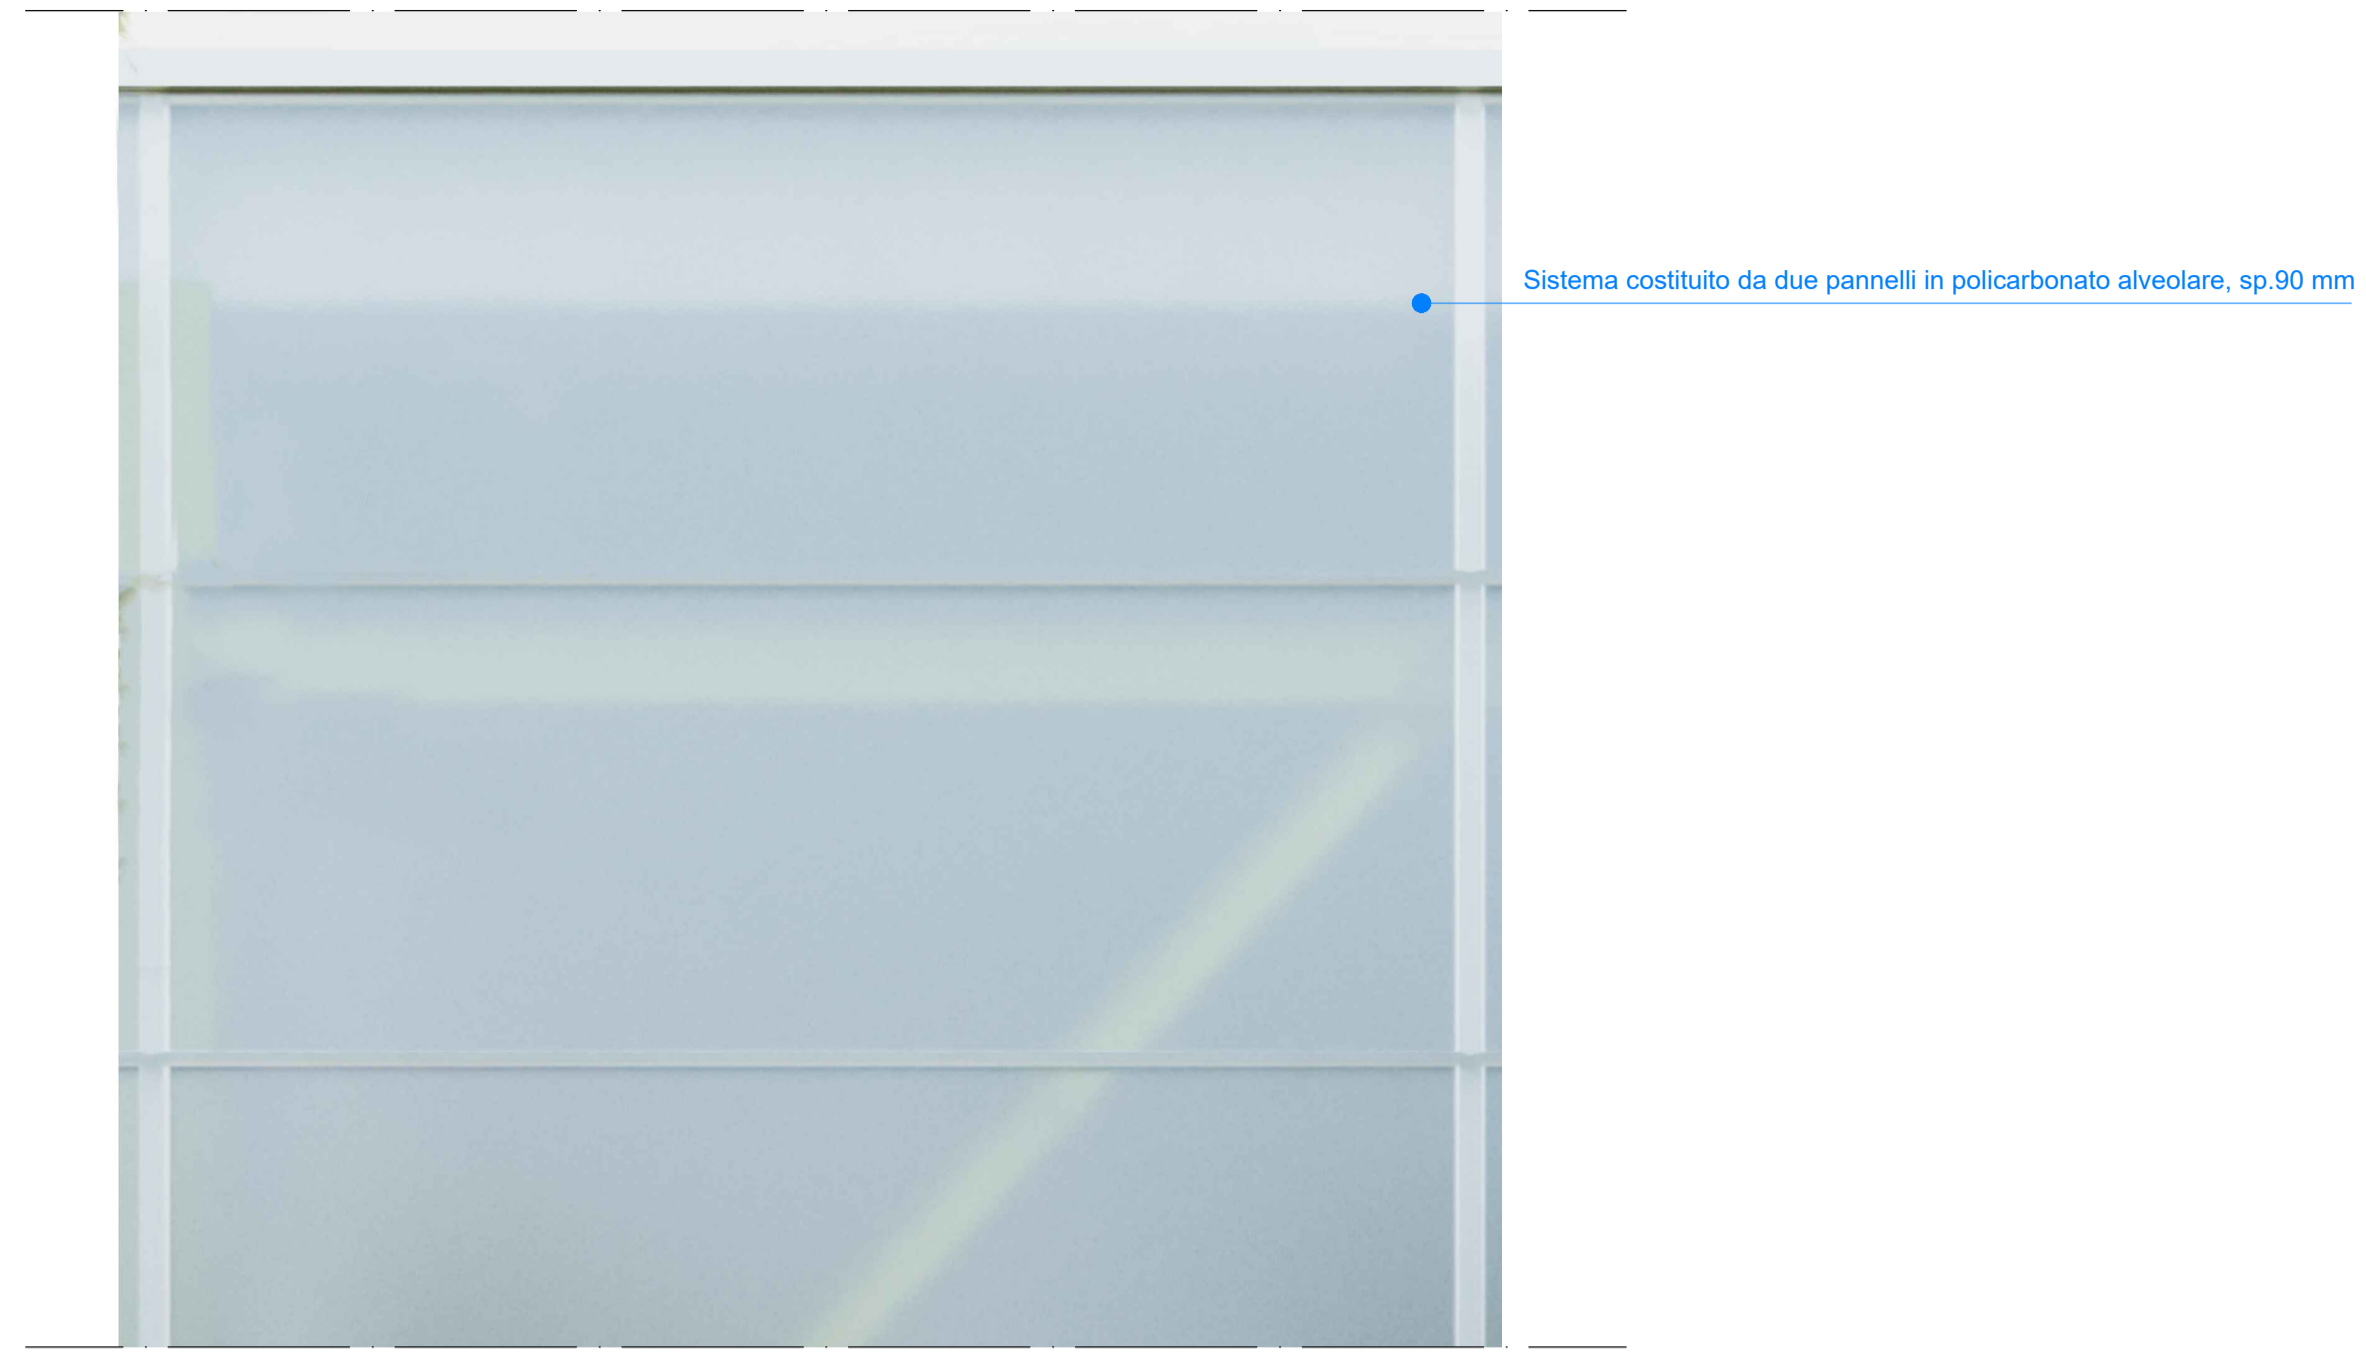 Sistema costituito da due pannelli in policarbonato alveolare, sp.90 mm